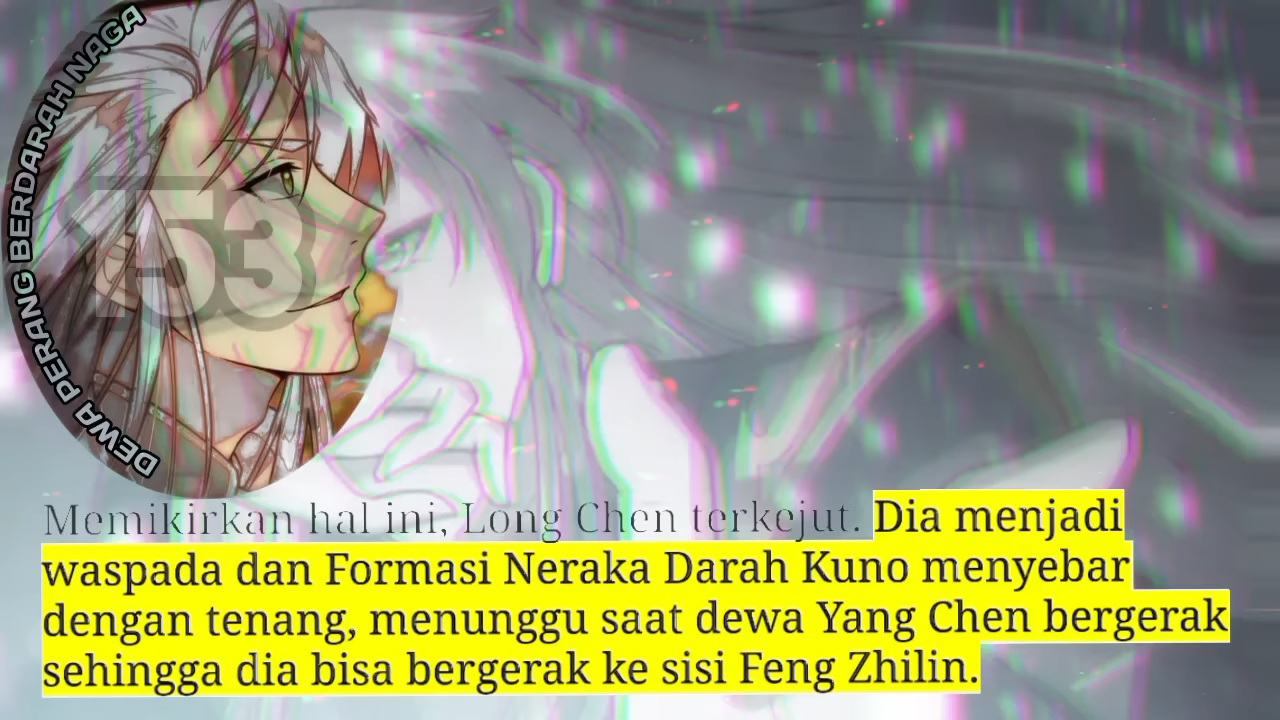 DEWA PERANG BERDARAH NAGA
153
Memikirkan hal ini, Long Chen terkejut. Dia menjadi
waspada dan Formasi Neraka Darah Kuno menyebar
dengan tenang, menunggu saat dewa Yang Chen bergerak
sehingga dia bisa bergerak ke sisi Feng Zhilin.